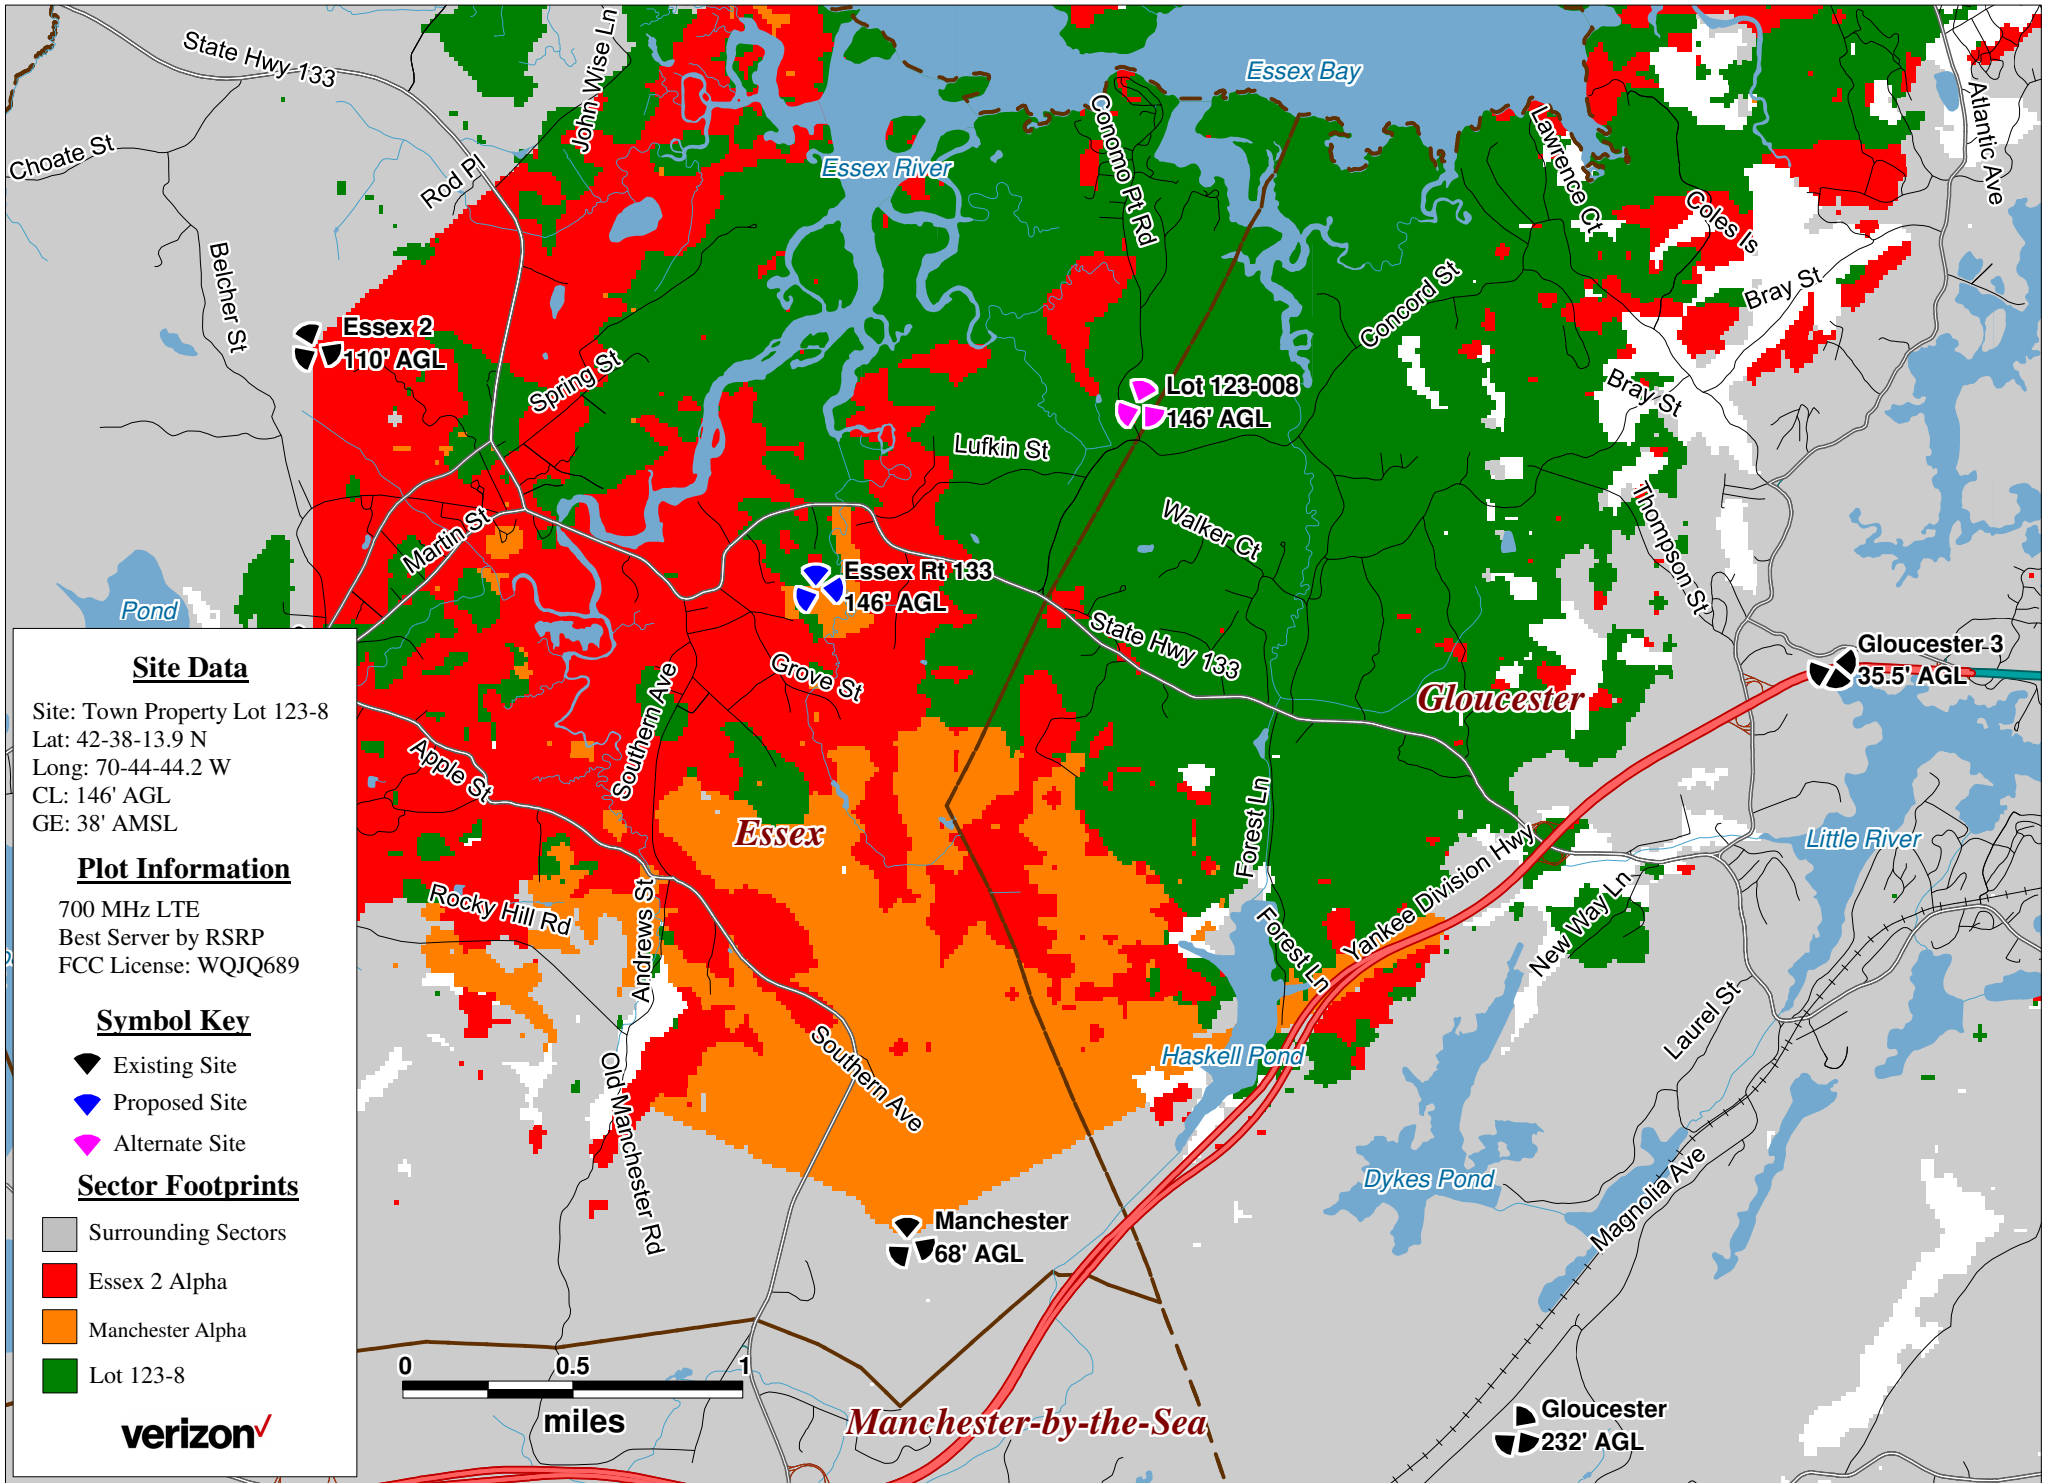 State Hwy 133
John Wise Ln
Essex Bay
Atlantic Ave
Choate St
Rod Pl
Essex River
Conomo Pt Rd
Lawrence Ct
Coles Is
Belcher St
Bray St
Concord St
Essex 2
110' AGL
Spring St
Lot 123-008
146' AGL
Bray St
Lufkin St
Martin St
Walker Ct
Thompson St
Essex Rt 133
146' AGL
Pond
State Hwy 133
Grove St
Southern Ave
Gloucester
Gloucester 3
35.5' AGL
Apple St
Essex
Forest Ln
Yankee Division Hwy
Little River
Rocky Hill Rd
Andrews St
Forest Ln
New Way Ln
Laurel St
Southern Ave
Haskell Pond
Old Manchester Rd
Dykes Pond
Magnolia Ave
Manchester
68' AGL
Manchester-by-the-Sea
Gloucester
232' AGL
Site Data
Site: Town Property Lot 123-8
Lat: 42-38-13.9 N
Long: 70-44-44.2 W
CL: 146' AGL
GE: 38' AMSL
Plot Information
700 MHz LTE
Best Server by RSRP
FCC License: WQJQ689
Symbol Key
Existing Site
Proposed Site
Alternate Site
Sector Footprints
Surrounding Sectors
Essex 2 Alpha
Manchester Alpha
Lot 123-8
verizon
0 0.5 1
miles